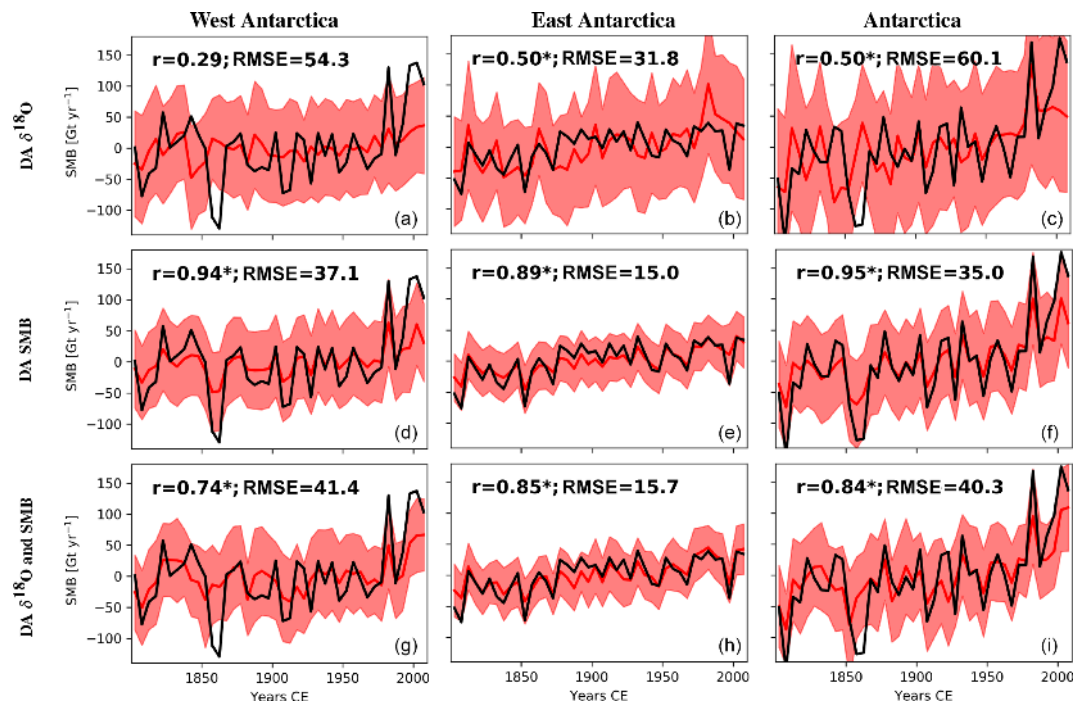 West Antarctica East Antarctica Antarctica
DA δ¹⁸O
SMB [Gt yr⁻¹]
150
100
50
0
−50
−100
r=0.29; RMSE=54.3
(a)
r=0.50*; RMSE=31.8
(b)
r=0.50*; RMSE=60.1
(c)
DA SMB
SMB [Gt yr⁻¹]
150
100
50
0
−50
−100
r=0.94*; RMSE=37.1
(d)
r=0.89*; RMSE=15.0
(e)
r=0.95*; RMSE=35.0
(f)
DA δ¹⁸O and SMB
SMB [Gt yr⁻¹]
150
100
50
0
−50
−100
r=0.74*; RMSE=41.4
(g)
r=0.85*; RMSE=15.7
(h)
r=0.84*; RMSE=40.3
(i)
1850 1900 1950 2000 1850 1900 1950 2000 1850 1900 1950 2000
Years CE Years CE Years CE